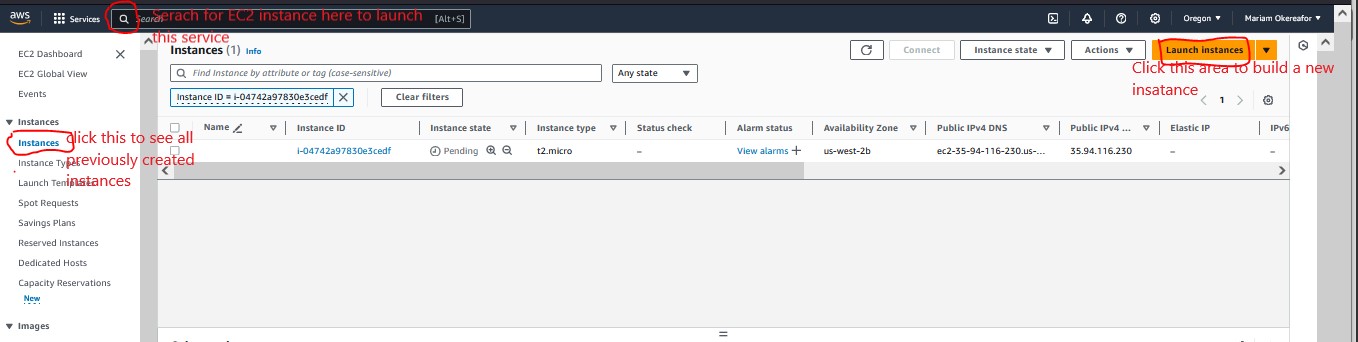 aws
Services
Search
[Alt+S]
Oregon
Mariam Okereafor
Serach for EC2 instance here to launch
this service
EC2 Dashboard
EC2 Global View
Events
Instances
Instances
Instance Types
Launch Templates
Spot Requests
Savings Plans
Reserved Instances
Dedicated Hosts
Capacity Reservations
New
Images
click this to see all
previously created
instances
Instances (1) Info
Connect
Instance state
Actions
Launch instances
Click this area to build a new
insatance
Find Instance by attribute or tag (case-sensitive)
Any state
Instance ID = i-04742a97830e3cedf
Clear filters
1
Name
Instance ID
Instance state
Instance type
Status check
Alarm status
Availability Zone
Public IPv4 DNS
Public IPv4 ...
Elastic IP
IPv6
i-04742a97830e3cedf
Pending
t2.micro
–
View alarms
us-west-2b
ec2-35-94-116-230.us-...
35.94.116.230
–
–